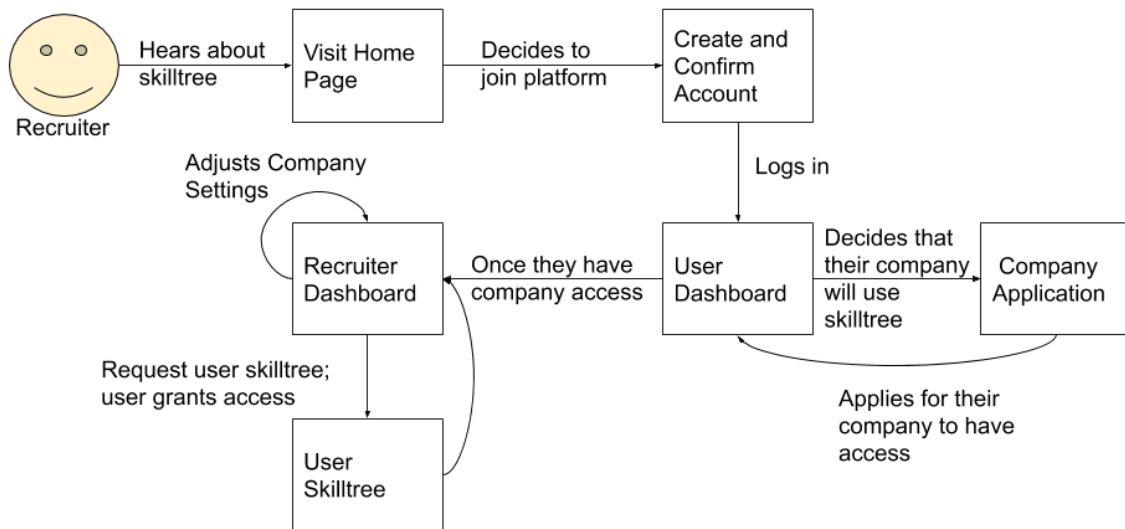 Hears about
skilltree
Recruiter
Visit Home
Page
Decides to
join platform
Create and
Confirm
Account
Logs in
Adjusts Company
Settings
Recruiter
Dashboard
Once they have
company access
User
Dashboard
Decides that
their company
will use
skilltree
Company
Application
Applies for their
company to have
access
Request user skilltree;
user grants access
User
Skilltree